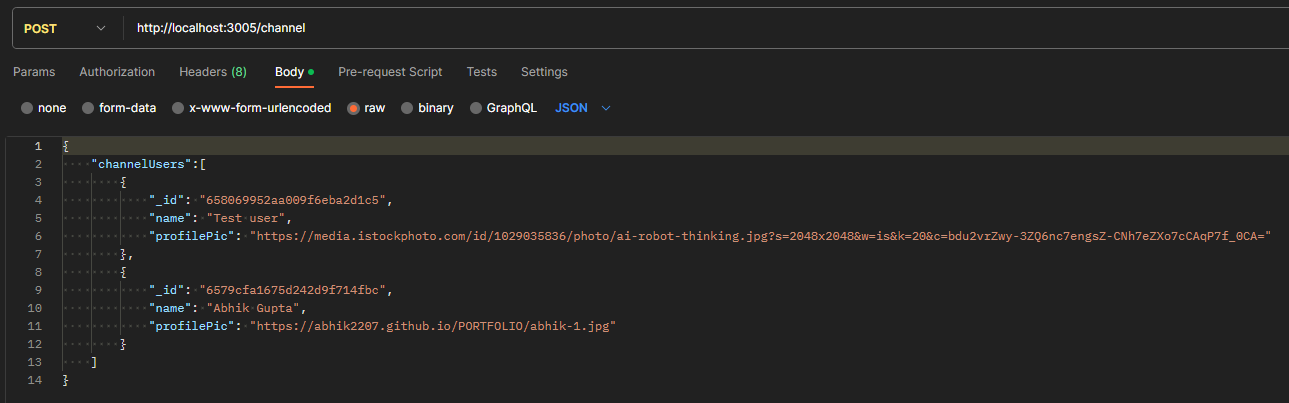 POST http://localhost:3005/channel
Params Authorization Headers (8) Body Pre-request Script Tests Settings
none form-data x-www-form-urlencoded raw binary GraphQL JSON
1 {
2 "channelUsers":[
3 {
4 "_id": "658069952aa009f6eba2d1c5",
5 "name": "Test user",
6 "profilePic": "https://media.istockphoto.com/id/1029035836/photo/ai-robot-thinking.jpg?s=2048x2048&w=is&k=20&c=bdu2vrZwy-3ZQ6nc7engsZ-CNh7eZXo7cCAqP7f_0CA="
7 },
8 {
9 "_id": "6579cfa1675d242d9f714fbc",
10 "name": "Abhik Gupta",
11 "profilePic": "https://abhik2207.github.io/PORTFOLIO/abhik-1.jpg"
12 }
13 ]
14 }